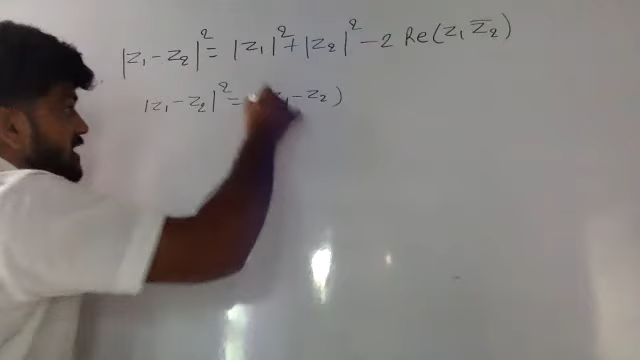 |z₁ - z₂|² = |z₁|² + |z₂|² - 2 Re(z₁ z̅₂)
|z₁ - z₂|² = z₁ - z₂)